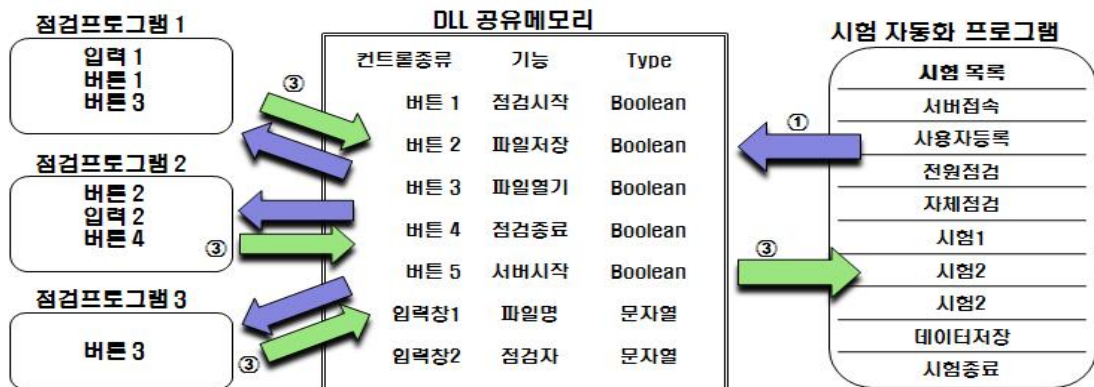 점검프로그램 1
입력 1
버튼 1
버튼 3
③
점검프로그램 2
버튼 2
입력 2
버튼 4
③
점검프로그램 3
버튼 3
③
DLL 공유메모리
컨트롤종류 기능 Type
버튼 1 점검시작 Boolean
버튼 2 파일저장 Boolean
버튼 3 파일열기 Boolean
버튼 4 점검종료 Boolean
버튼 5 서버시작 Boolean
입력창1 파일명 문자열
입력창2 점검자 문자열
①
③
시험 자동화 프로그램
시험 목록
서버접속
사용자등록
전원점검
자체점검
시험1
시험2
시험2
데이터저장
시험종료